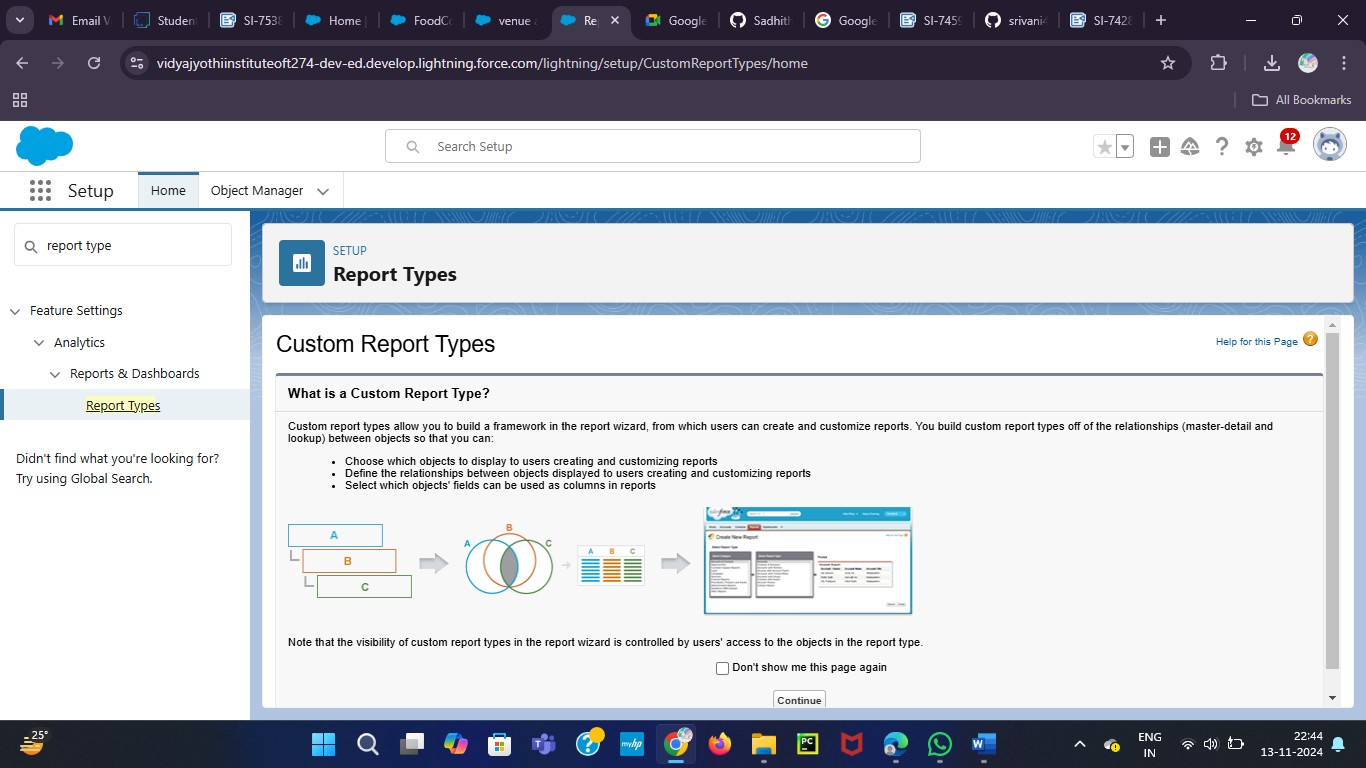 Email V
Student
SI-7538
Home |
FoodCo
venue a
Re
Google
Sadhith
Google
SI-7459
srivani4
SI-7428
vidyajyothiinstituteoft274-dev-ed.develop.lightning.force.com/lightning/setup/CustomReportTypes/home
All Bookmarks
Search Setup
12
Setup
Home
Object Manager
report type
Feature Settings
Analytics
Reports & Dashboards
Report Types
Didn't find what you're looking for?
Try using Global Search.
SETUP
Report Types
Custom Report Types
Help for this Page
What is a Custom Report Type?
Custom report types allow you to build a framework in the report wizard, from which users can create and customize reports. You build custom report types off of the relationships (master-detail and
lookup) between objects so that you can:
• Choose which objects to display to users creating and customizing reports
• Define the relationships between objects displayed to users creating and customizing reports
• Select which objects' fields can be used as columns in reports
A
B
C
A
B
C
A B C
Create New Report
Note that the visibility of custom report types in the report wizard is controlled by users' access to the objects in the report type.
Don't show me this page again
Continue
25°
myhp
PC
W
ENG
IN
22:44
13-11-2024